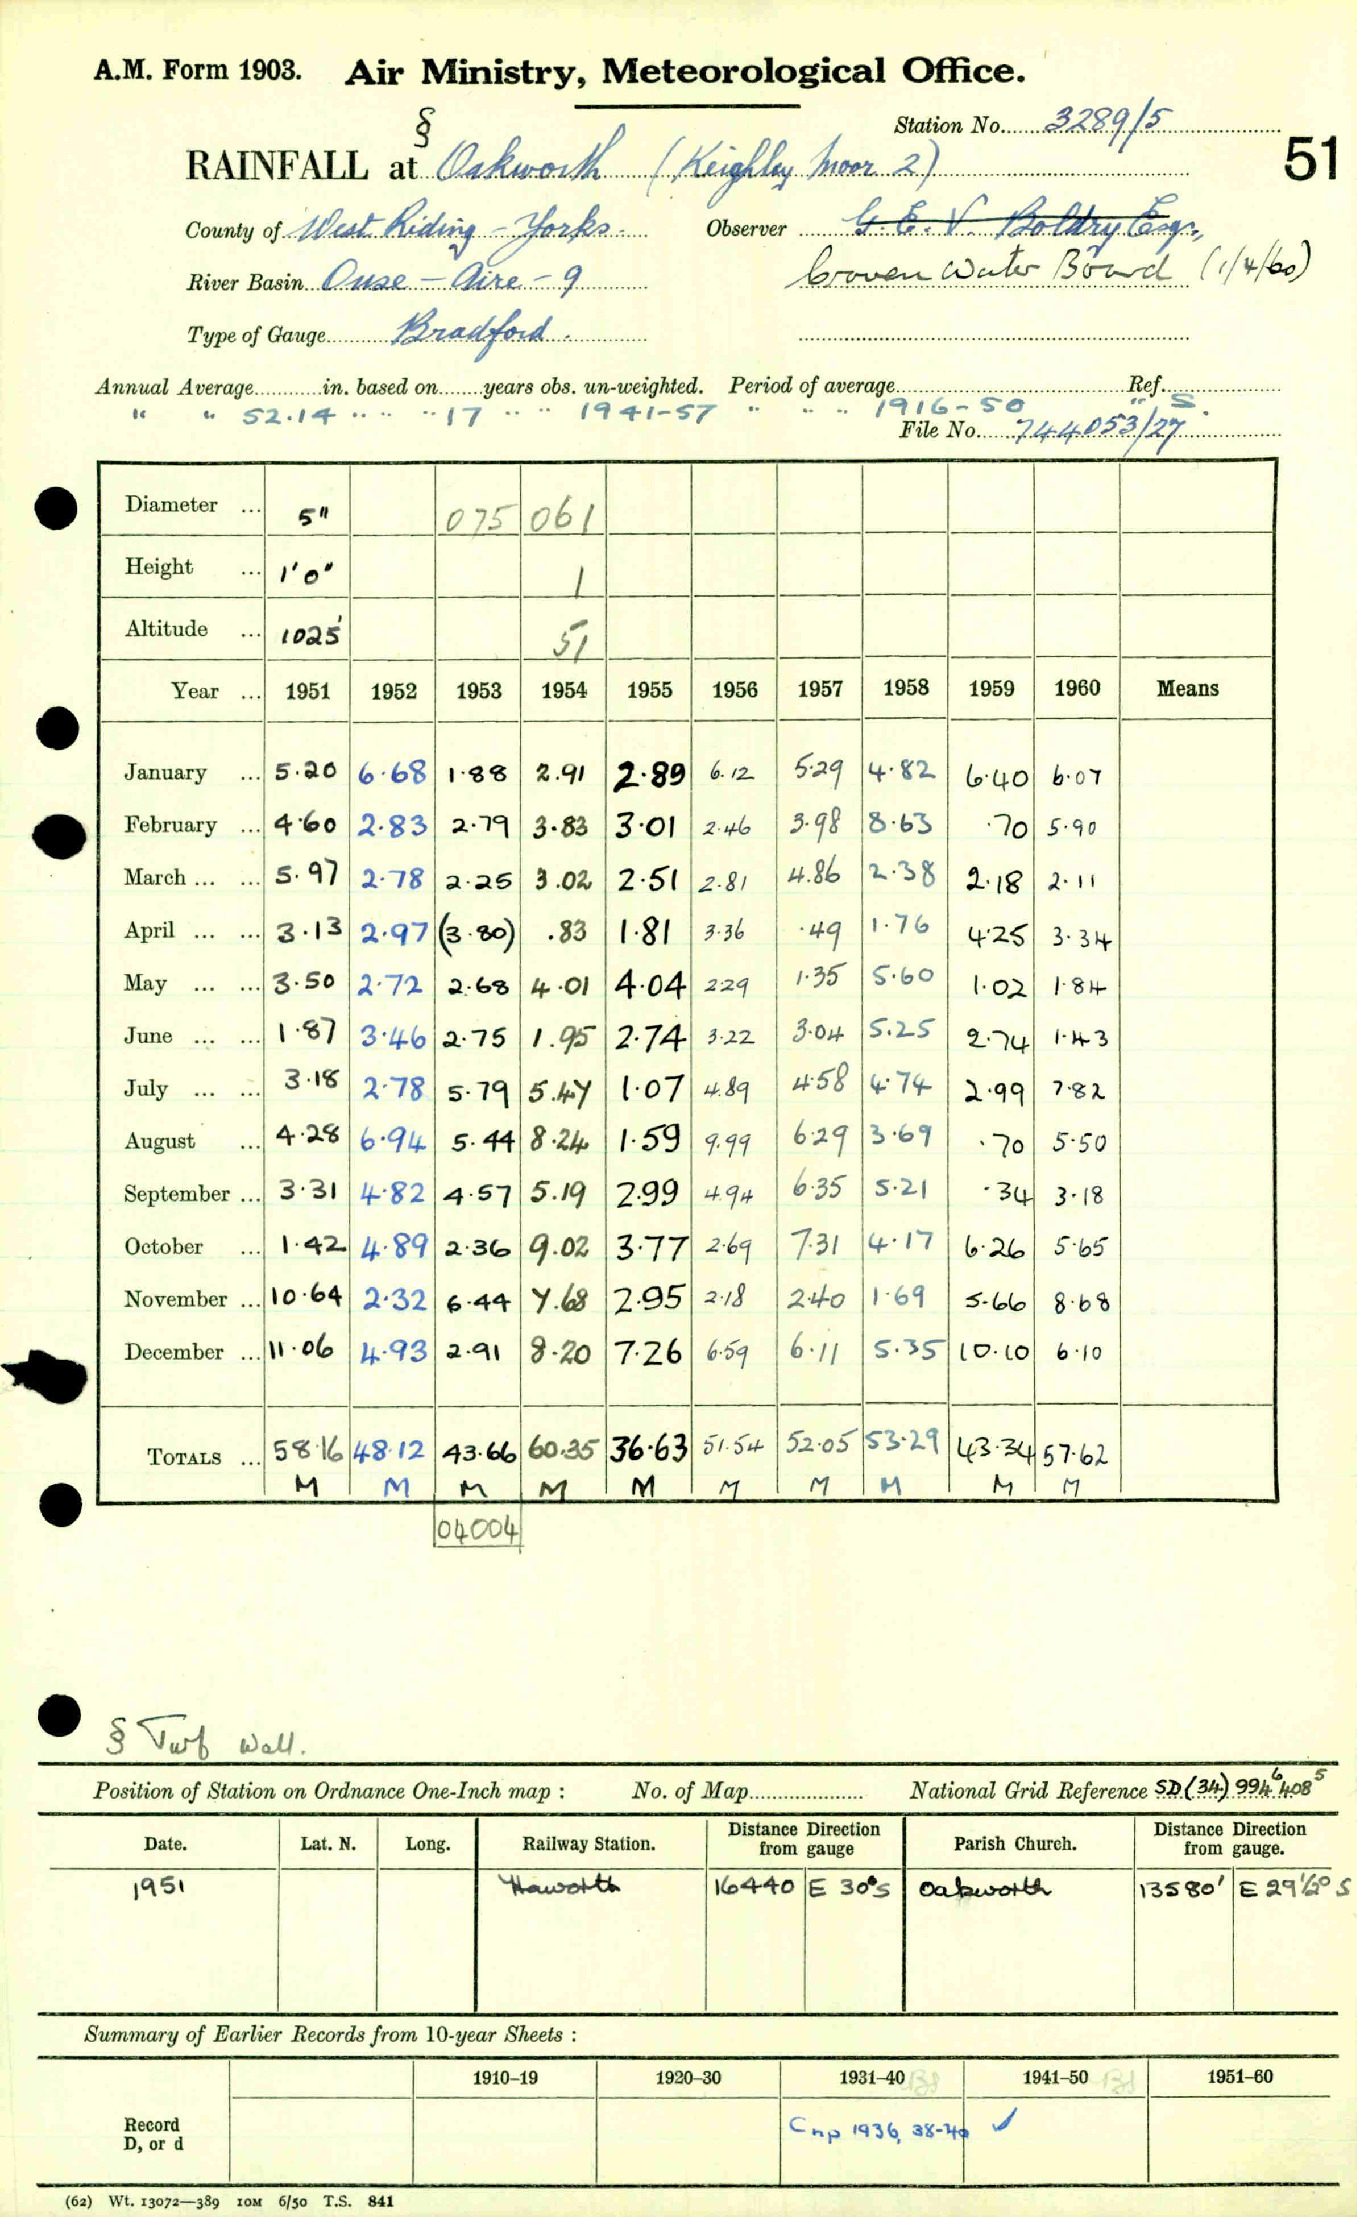 A.M. Form 1903. Air Ministry, Meteorological Office.
§
Station No. 3289/5
RAINFALL at Oakworth (Keighley Moor 2)
51
County of West Riding - Yorks. Observer G. E. V. Boldry Esq.,
River Basin Ouse - Aire - 9 Craven Water Board (1/4/60)
Type of Gauge Bradford.
Annual Average in. based on years obs. un-weighted. Period of average Ref.
" " 52.14 " " " 17 " " 1941-57 " " " 1916-50 " S.
File No. 744053/27
Diameter ... 5" 075 061
Height ... 1'0" 1
Altitude ... 1025' 51
Year ... 1951 1952 1953 1954 1955 1956 1957 1958 1959 1960 Means
January ... 5.20 6.68 1.88 2.91 2.89 6.12 5.29 4.82 6.40 6.07
February ... 4.60 2.83 2.79 3.83 3.01 2.46 3.98 8.63 .70 5.90
March ... ... 5.97 2.78 2.25 3.02 2.51 2.81 4.86 2.38 2.18 2.11
April ... ... 3.13 2.97 (3.80) .83 1.81 3.36 .49 1.76 4.25 3.34
May ... ... 3.50 2.72 2.68 4.01 4.04 2.29 1.35 5.60 1.02 1.84
June ... ... 1.87 3.46 2.75 1.95 2.74 3.22 3.04 5.25 2.74 1.43
July ... ... 3.18 2.78 5.79 5.47 1.07 4.89 4.58 4.74 2.99 7.82
August ... 4.28 6.94 5.44 8.24 1.59 9.99 6.29 3.69 .70 5.50
September ... 3.31 4.82 4.57 5.19 2.99 4.94 6.35 5.21 .34 3.18
October ... 1.42 4.89 2.36 9.02 3.77 2.69 7.31 4.17 6.26 5.65
November ... 10.64 2.32 6.44 7.68 2.95 2.18 2.40 1.69 5.66 8.68
December ... 11.06 4.93 2.91 8.20 7.26 6.59 6.11 5.35 10.10 6.10
TOTALS ... 58.16 48.12 43.66 60.35 36.63 51.54 52.05 53.29 43.34 57.62
M M M M M M M M M M
04004
§ Turf Wall.
Position of Station on Ordnance One-Inch map : No. of Map National Grid Reference SD (34) 994⁶ 408⁵
Date. Lat. N. Long. Railway Station. Distance Direction from gauge Parish Church. Distance Direction from gauge.
1951 Haworth 16440 E 30°S Oakworth 13580' E 29½° S
Summary of Earlier Records from 10-year Sheets :
1910-19 1920-30 1931-40 1941-50 1951-60
Record
D, or d
Cnp 1936, 38-40 ✓
(62) Wt. 13072—389 10M 6/50 T.S. 841